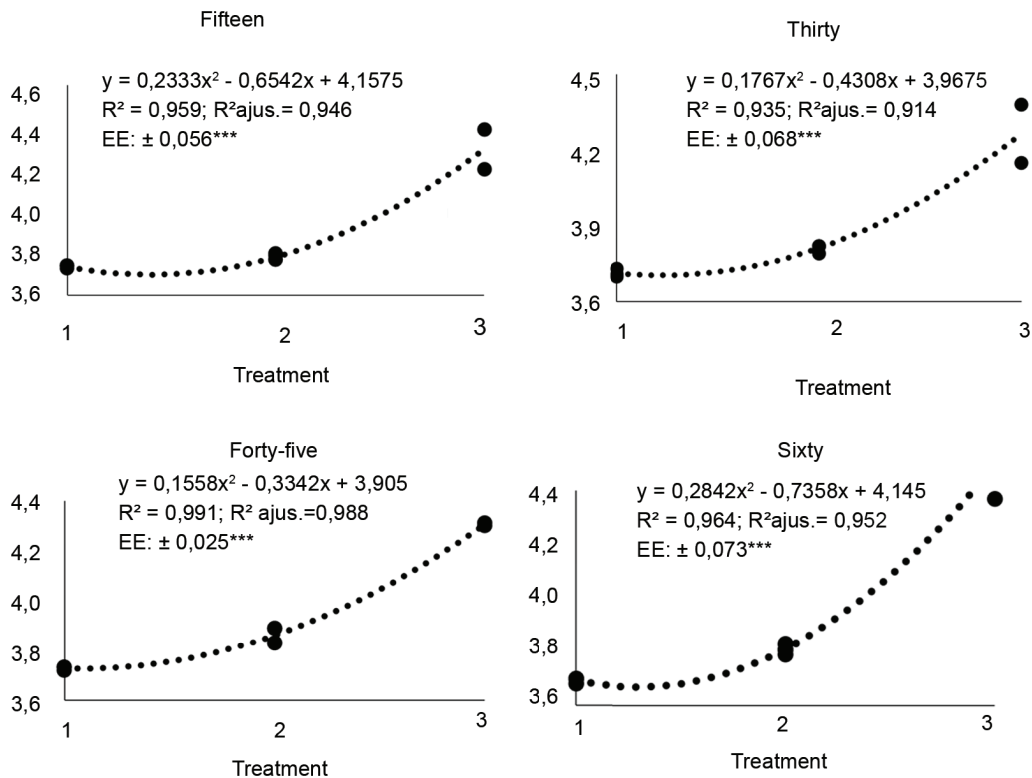 Fifteen
y = 0,2333x² - 0,6542x + 4,1575
R² = 0,959; R²ajus.= 0,946
EE: ± 0,056***
4,6
4,4
4,2
4,0
3,8
3,6
1
2
3
Treatment
Thirty
y = 0,1767x² - 0,4308x + 3,9675
R² = 0,935; R²ajus.= 0,914
EE: ± 0,068***
4,5
4,2
3,9
3,6
1
2
3
Treatment
Forty-five
y = 0,1558x² - 0,3342x + 3,905
R² = 0,991; R² ajus.=0,988
EE: ± 0,025***
4,4
4,2
4,0
3,8
3,6
1
2
3
Treatment
Sixty
y = 0,2842x² - 0,7358x + 4,145
R² = 0,964; R²ajus.= 0,952
EE: ± 0,073***
4,4
4,2
4,0
3,8
3,6
1
2
3
Treatment